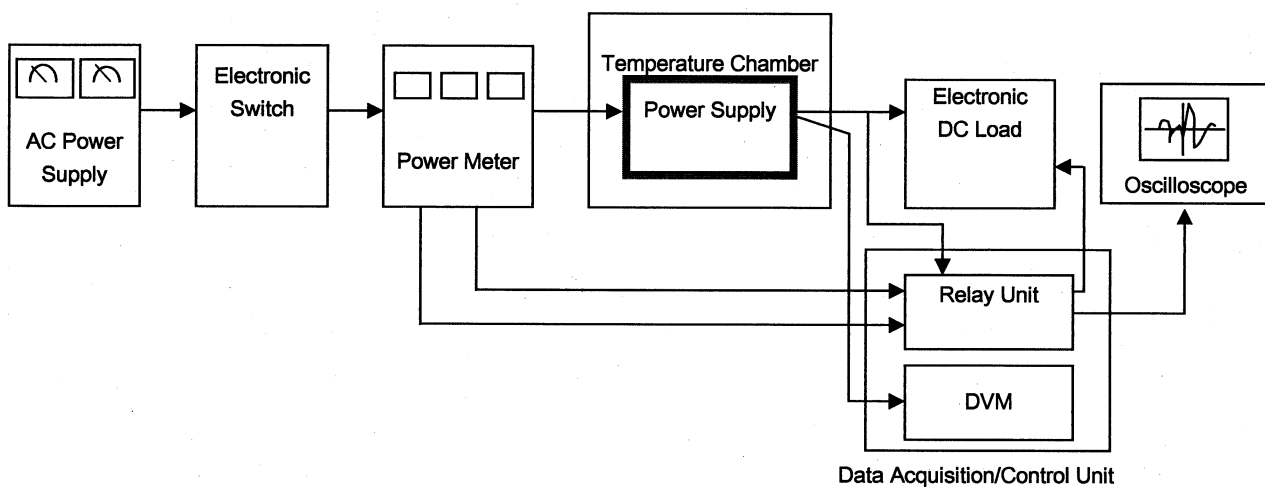 AC Power
Supply
Electronic
Switch
Power Meter
Temperature Chamber
Power Supply
Electronic
DC Load
Oscilloscope
Relay Unit
DVM
Data Acquisition/Control Unit